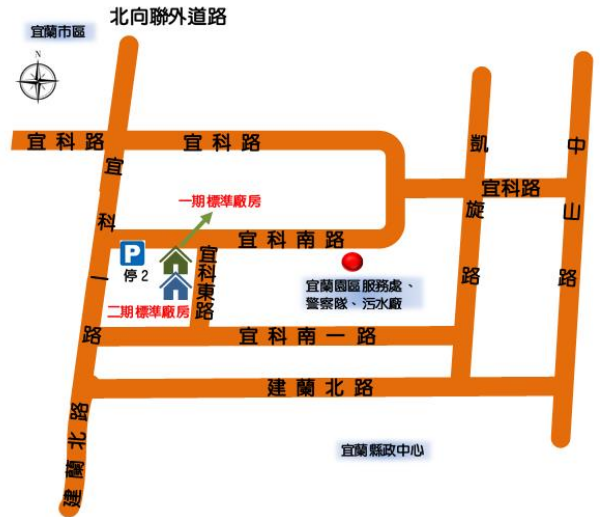 北向聯外道路
宜蘭市區
宜科路
宜科路
宜科一路
凱旋路
中山路
宜科路
一期標準廠房
宜科南路
P
停2
宜科東路
二期標準廠房
宜蘭園區服務處、
警察隊、污水廠
宜科南一路
建蘭北路
建蘭北路
宜蘭縣政中心